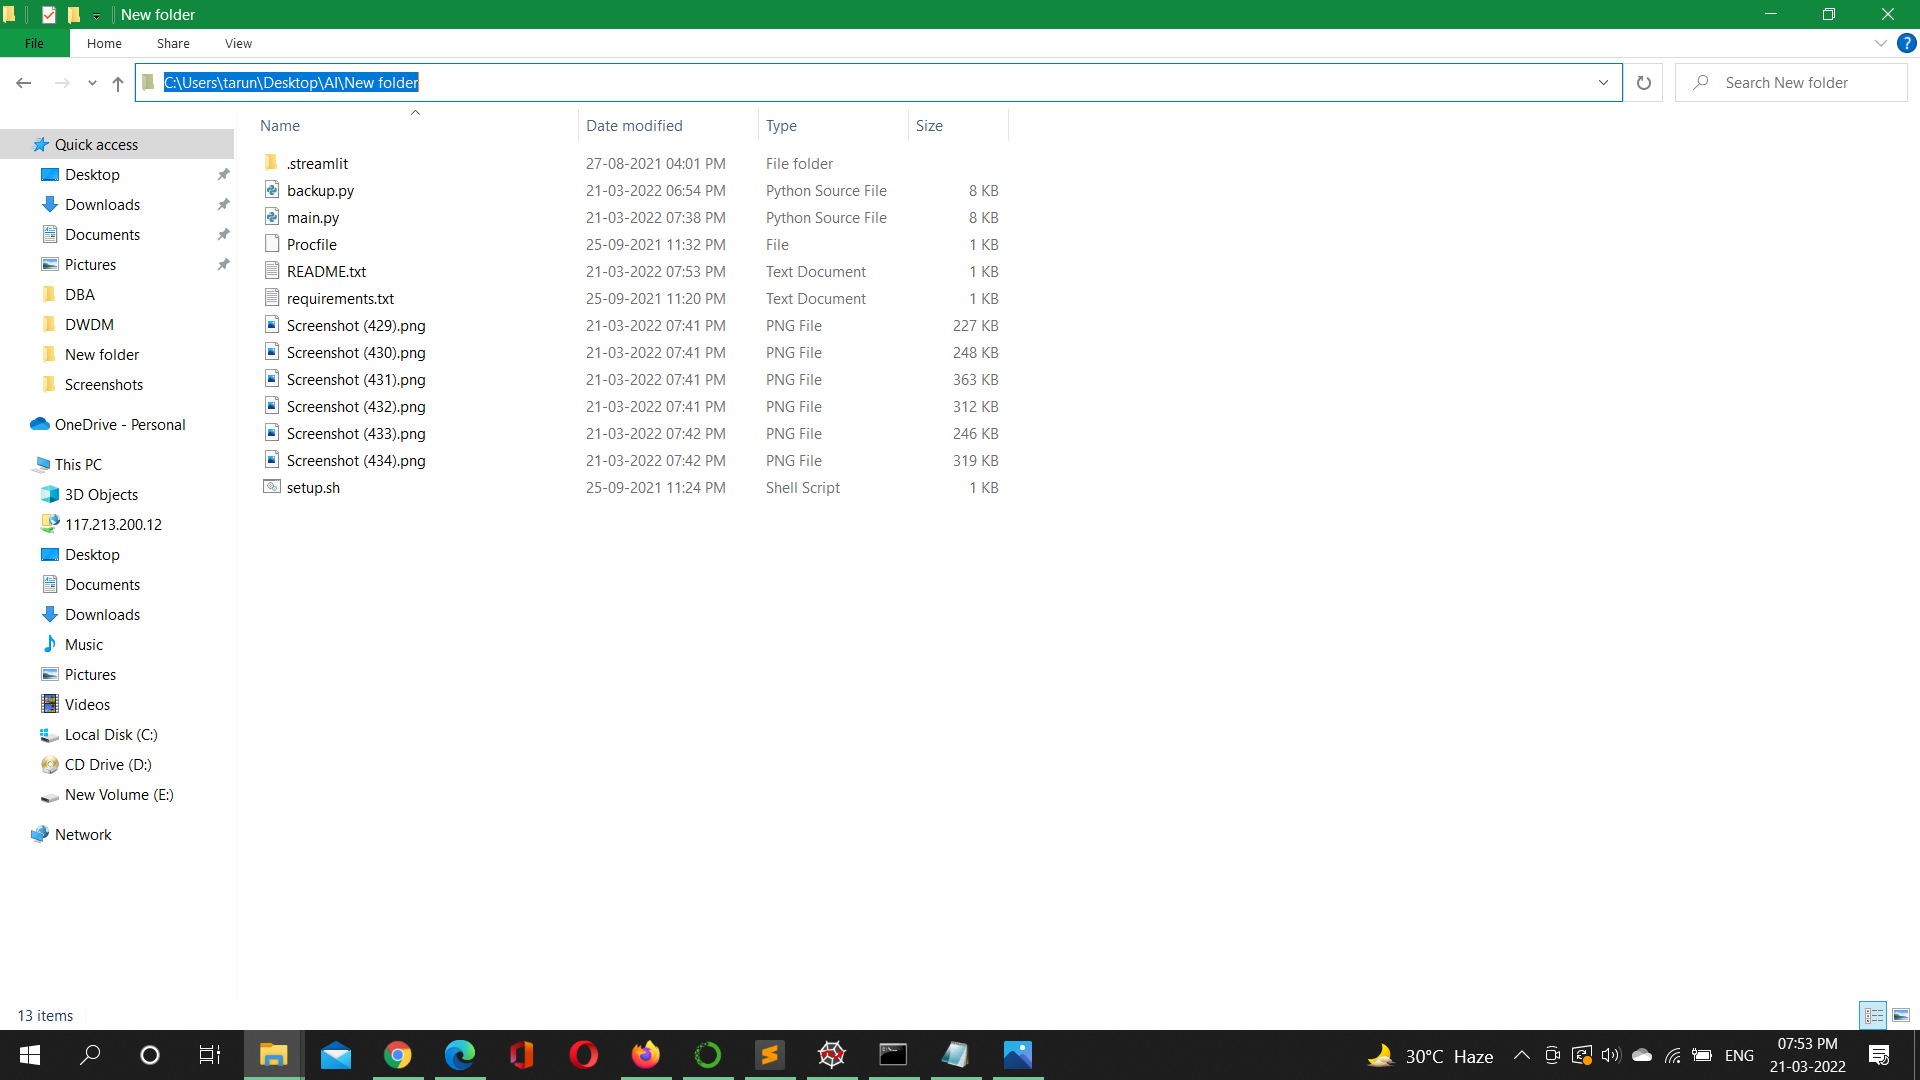 New folder
File Home Share View
C:\Users\tarun\Desktop\AI\New folder
Search New folder
Name Date modified Type Size
.streamlit 27-08-2021 04:01 PM File folder
backup.py 21-03-2022 06:54 PM Python Source File 8 KB
main.py 21-03-2022 07:38 PM Python Source File 8 KB
Procfile 25-09-2021 11:32 PM File 1 KB
README.txt 21-03-2022 07:53 PM Text Document 1 KB
requirements.txt 25-09-2021 11:20 PM Text Document 1 KB
Screenshot (429).png 21-03-2022 07:41 PM PNG File 227 KB
Screenshot (430).png 21-03-2022 07:41 PM PNG File 248 KB
Screenshot (431).png 21-03-2022 07:41 PM PNG File 363 KB
Screenshot (432).png 21-03-2022 07:41 PM PNG File 312 KB
Screenshot (433).png 21-03-2022 07:42 PM PNG File 246 KB
Screenshot (434).png 21-03-2022 07:42 PM PNG File 319 KB
setup.sh 25-09-2021 11:24 PM Shell Script 1 KB
Quick access
Desktop
Downloads
Documents
Pictures
DBA
DWDM
New folder
Screenshots
OneDrive - Personal
This PC
3D Objects
117.213.200.12
Desktop
Documents
Downloads
Music
Pictures
Videos
Local Disk (C:)
CD Drive (D:)
New Volume (E:)
Network
13 items
30°C Haze
ENG
07:53 PM
21-03-2022